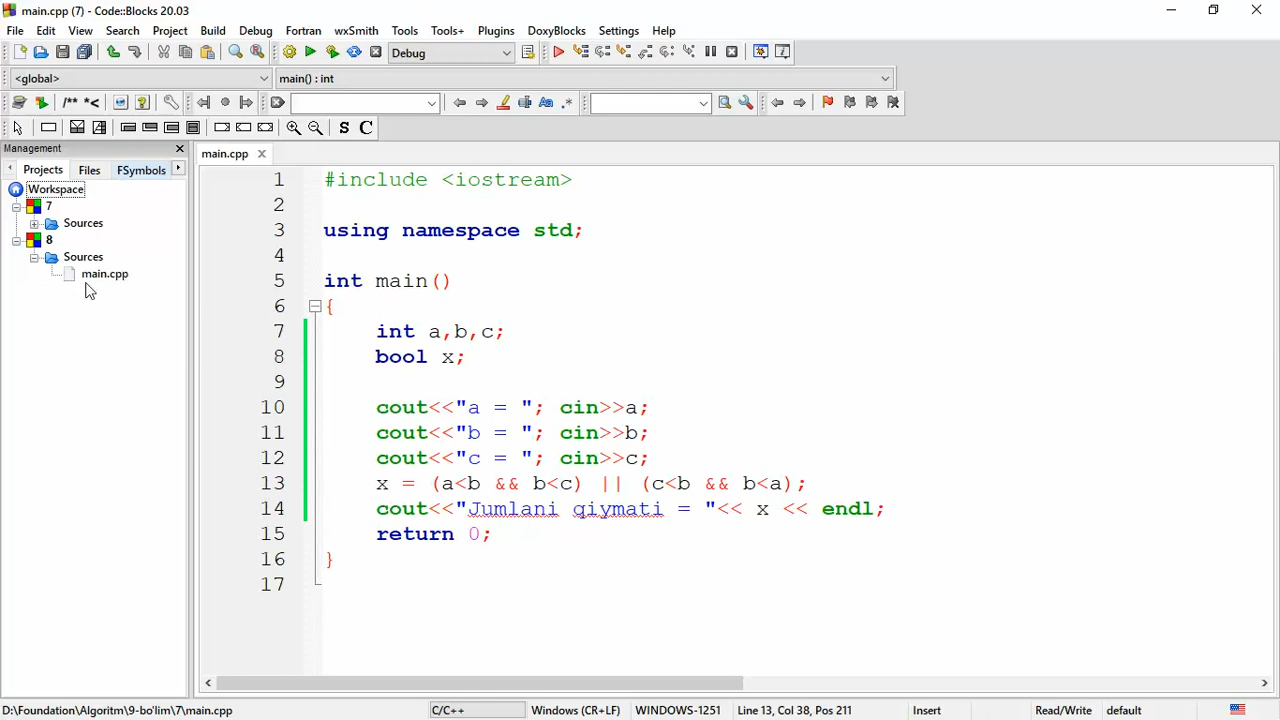 main.cpp (7) - Code::Blocks 20.03
File Edit View Search Project Build Debug Fortran wxSmith Tools Tools+ Plugins DoxyBlocks Settings Help
Debug
<global> main() : int
/** *<
Aa .*
S C
Management
Projects Files FSymbols
Workspace
7
Sources
8
Sources
main.cpp
main.cpp
1 #include <iostream>
2
3 using namespace std;
4
5 int main()
6 {
7 int a,b,c;
8 bool x;
9
10 cout<<"a = "; cin>>a;
11 cout<<"b = "; cin>>b;
12 cout<<"c = "; cin>>c;
13 x = (a<b && b<c) || (c<b && b<a);
14 cout<<"Jumlani qiymati = "<< x << endl;
15 return 0;
16 }
17
D:\Foundation\Algoritm\9-bo'lim\7\main.cpp C/C++ Windows (CR+LF) WINDOWS-1251 Line 13, Col 38, Pos 211 Insert Read/Write default